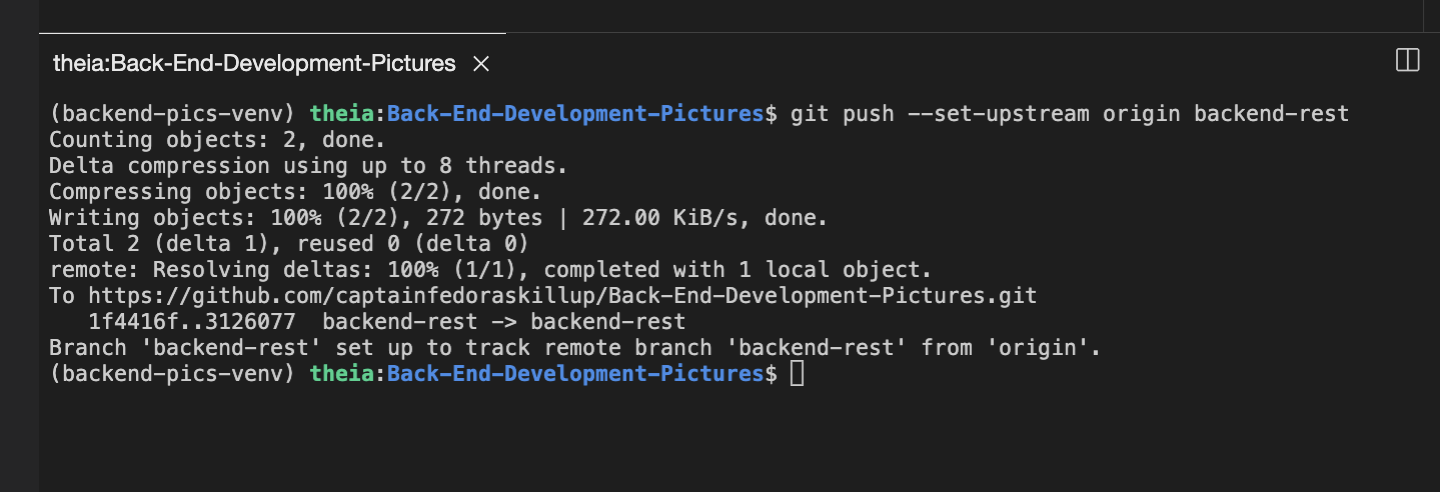 theia:Back-End-Development-Pictures
(backend-pics-venv) theia:Back-End-Development-Pictures$ git push --set-upstream origin backend-rest
Counting objects: 2, done.
Delta compression using up to 8 threads.
Compressing objects: 100% (2/2), done.
Writing objects: 100% (2/2), 272 bytes | 272.00 KiB/s, done.
Total 2 (delta 1), reused 0 (delta 0)
remote: Resolving deltas: 100% (1/1), completed with 1 local object.
To https://github.com/captainfedoraskillup/Back-End-Development-Pictures.git
   1f4416f..3126077  backend-rest -> backend-rest
Branch 'backend-rest' set up to track remote branch 'backend-rest' from 'origin'.
(backend-pics-venv) theia:Back-End-Development-Pictures$